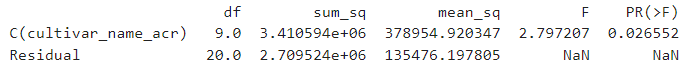 df sum_sq mean_sq F PR(>F)
C(cultivar_name_acr) 9.0 3.410594e+06 378954.920347 2.797207 0.026552
Residual 20.0 2.709524e+06 135476.197805 NaN NaN